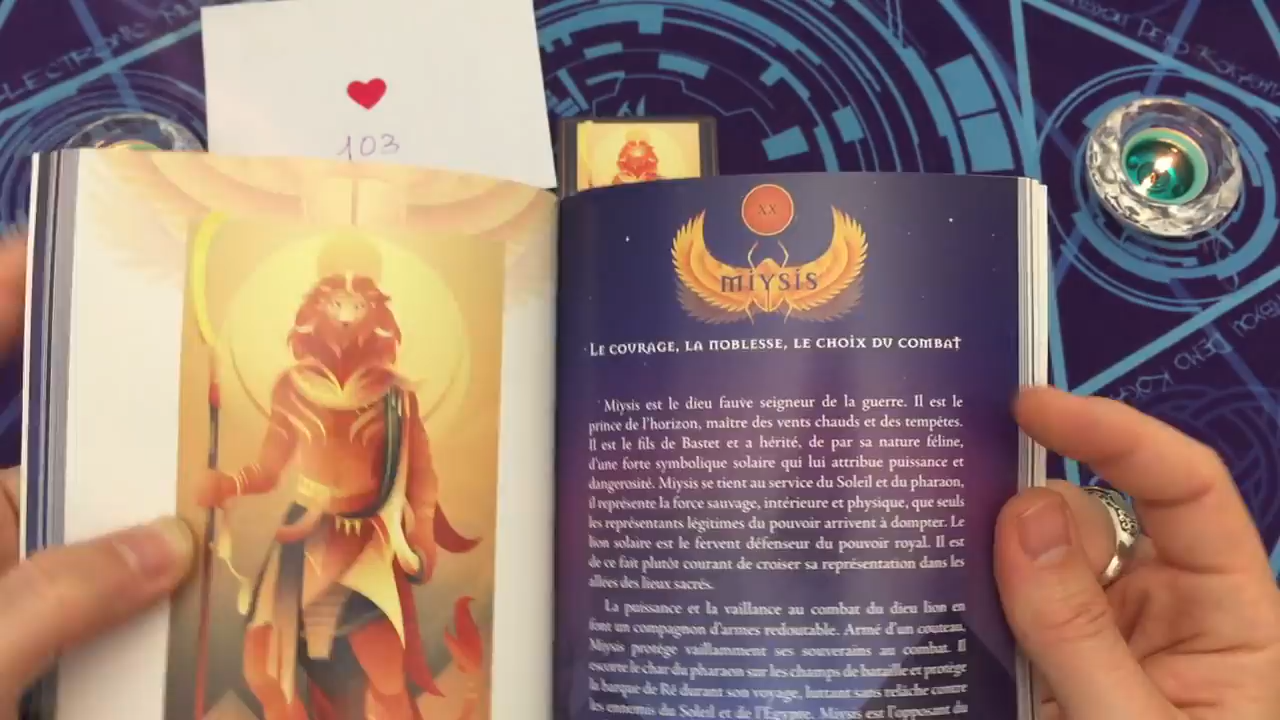 103
XX
MIYSIS
LE COURAGE, LA NOBLESSE, LE CHOIX DU COMBAT
Miysis est le dieu fauve seigneur de la guerre. Il est le
prince de l'horizon, maître des vents chauds et des tempêtes.
Il est le fils de Bastet et a hérité, de par sa nature féline,
d'une forte symbolique solaire qui lui attribue puissance et
dangerosité. Miysis se tient au service du Soleil et du pharaon,
il représente la force sauvage, intérieure et physique, que seuls
les représentants légitimes du pouvoir arrivent à dompter. Le
lion solaire est le fervent défenseur du pouvoir royal. Il est
de ce fait plutôt courant de croiser sa représentation dans les
allées des lieux sacrés.
La puissance et la vaillance au combat du dieu lion en
font un compagnon d'armes redoutable. Armé d'un couteau,
Miysis protège vaillamment ses souverains au combat. Il
escorte le char du pharaon sur les champs de bataille et protège
la barque de Ré durant son voyage, luttant sans relâche contre
les ennemis du Soleil et de l'Égypte. Miysis est l'opposant du